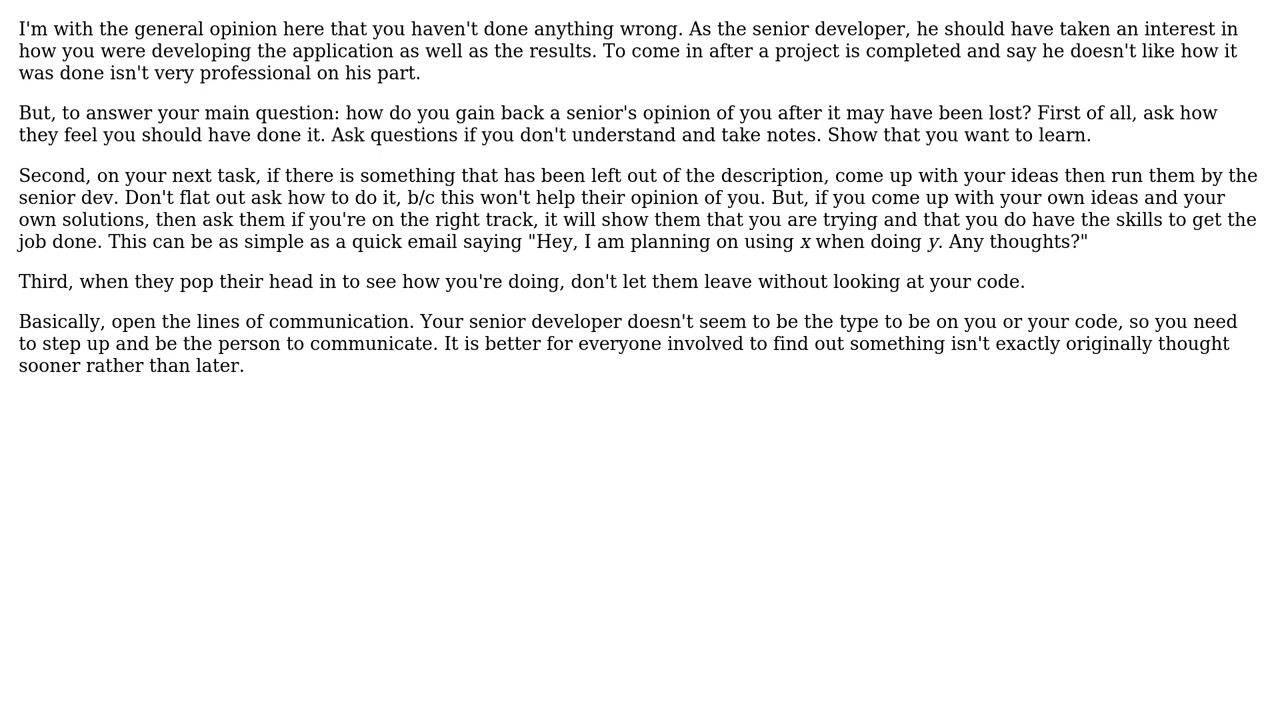 I'm with the general opinion here that you haven't done anything wrong. As the senior developer, he should have taken an interest in
how you were developing the application as well as the results. To come in after a project is completed and say he doesn't like how it
was done isn't very professional on his part.
But, to answer your main question: how do you gain back a senior's opinion of you after it may have been lost? First of all, ask how
they feel you should have done it. Ask questions if you don't understand and take notes. Show that you want to learn.
Second, on your next task, if there is something that has been left out of the description, come up with your ideas then run them by the
senior dev. Don't flat out ask how to do it, b/c this won't help their opinion of you. But, if you come up with your own ideas and your
own solutions, then ask them if you're on the right track, it will show them that you are trying and that you do have the skills to get the
job done. This can be as simple as a quick email saying "Hey, I am planning on using x when doing y. Any thoughts?"
Third, when they pop their head in to see how you're doing, don't let them leave without looking at your code.
Basically, open the lines of communication. Your senior developer doesn't seem to be the type to be on you or your code, so you need
to step up and be the person to communicate. It is better for everyone involved to find out something isn't exactly originally thought
sooner rather than later.